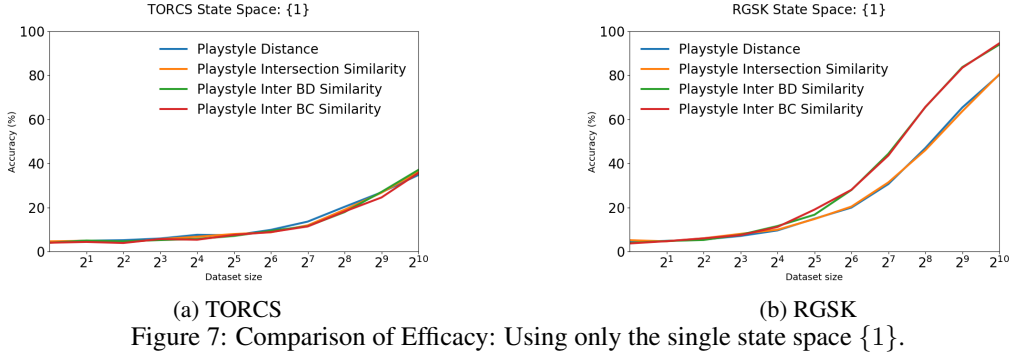 TORCS State Space: {1}
100
80
60
40
20
0
Accuracy (%)
Playstyle Distance
Playstyle Intersection Similarity
Playstyle Inter BD Similarity
Playstyle Inter BC Similarity
2^1 2^2 2^3 2^4 2^5 2^6 2^7 2^8 2^9 2^10
Dataset size
(a) TORCS
RGSK State Space: {1}
100
80
60
40
20
0
Accuracy (%)
Playstyle Distance
Playstyle Intersection Similarity
Playstyle Inter BD Similarity
Playstyle Inter BC Similarity
2^1 2^2 2^3 2^4 2^5 2^6 2^7 2^8 2^9 2^10
Dataset size
(b) RGSK
Figure 7: Comparison of Efficacy: Using only the single state space {1}.